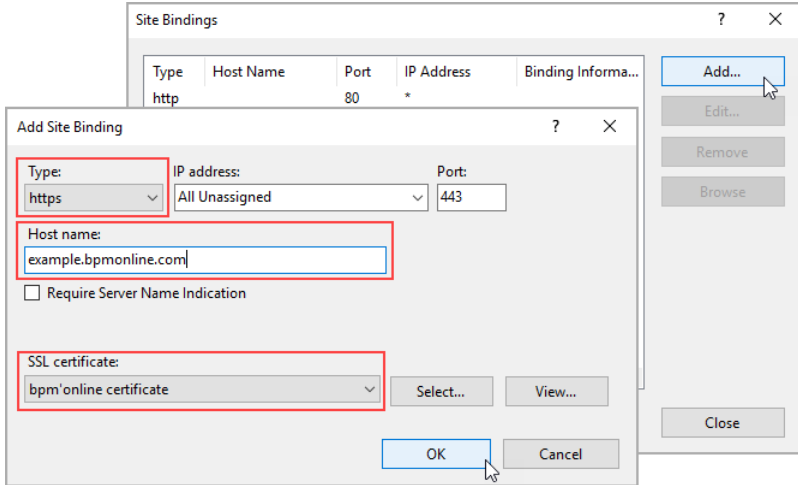 Site Bindings ? ×
Type Host Name Port IP Address Binding Informa... Add...
http 80 *
Edit...
Remove
Browse
Close
Add Site Binding ? ×
Type: IP address: Port:
https All Unassigned 443
Host name:
example.bpmonline.com
Require Server Name Indication
SSL certificate:
bpm'online certificate Select... View...
OK Cancel